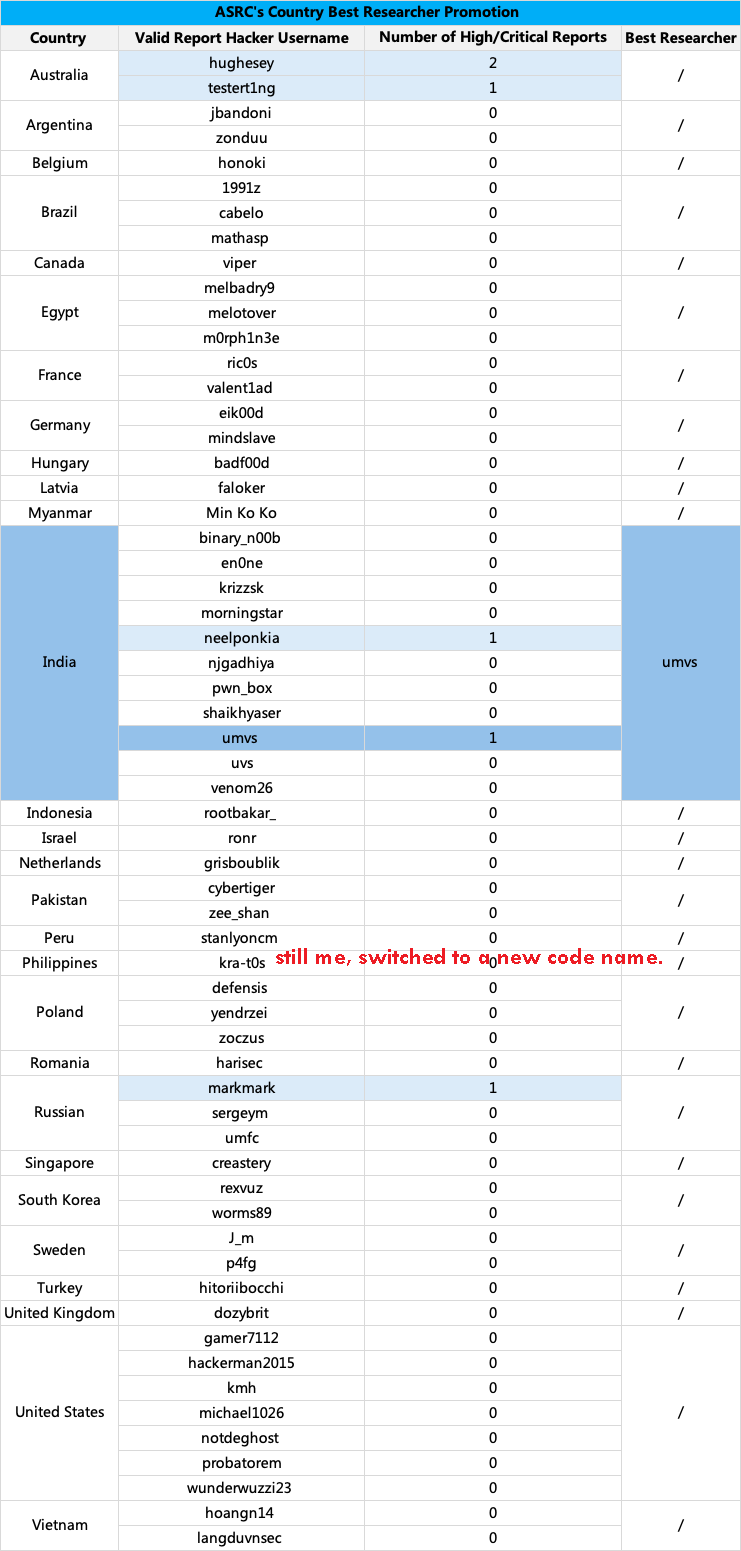 ASRC's Country Best Researcher Promotion
Country Valid Report Hacker Username Number of High/Critical Reports Best Researcher
Australia hughesey 2 /
testert1ng 1
Argentina jbandoni 0 /
zonduu 0
Belgium honoki 0 /
Brazil 1991z 0 /
cabelo 0
mathasp 0
Canada viper 0 /
Egypt melbadry9 0 /
melotover 0
m0rph1n3e 0
France ric0s 0 /
valent1ad 0
Germany eik00d 0 /
mindslave 0
Hungary badf00d 0 /
Latvia faloker 0 /
Myanmar Min Ko Ko 0 /
India binary_n00b 0 umvs
en0ne 0
krizzsk 0
morningstar 0
neelponkia 1
njgadhiya 0
pwn_box 0
shaikhyaser 0
umvs 1
uvs 0
venom26 0
Indonesia rootbakar_ 0 /
Israel ronr 0 /
Netherlands grisboublik 0 /
Pakistan cybertiger 0 /
zee_shan 0
Peru stanlyoncm 0 /
Philippines kra-t0s 0 /
still me, switched to a new code name.
Poland defensis 0 /
yendrzei 0
zoczus 0
Romania harisec 0 /
Russian markmark 1 /
sergeym 0
umfc 0
Singapore creastery 0 /
South Korea rexvuz 0 /
worms89 0
Sweden J_m 0 /
p4fg 0
Turkey hitoriibocchi 0 /
United Kingdom dozybrit 0 /
United States gamer7112 0 /
hackerman2015 0
kmh 0
michael1026 0
notdeghost 0
probatorem 0
wunderwuzzi23 0
Vietnam hoangn14 0 /
langduvnsec 0